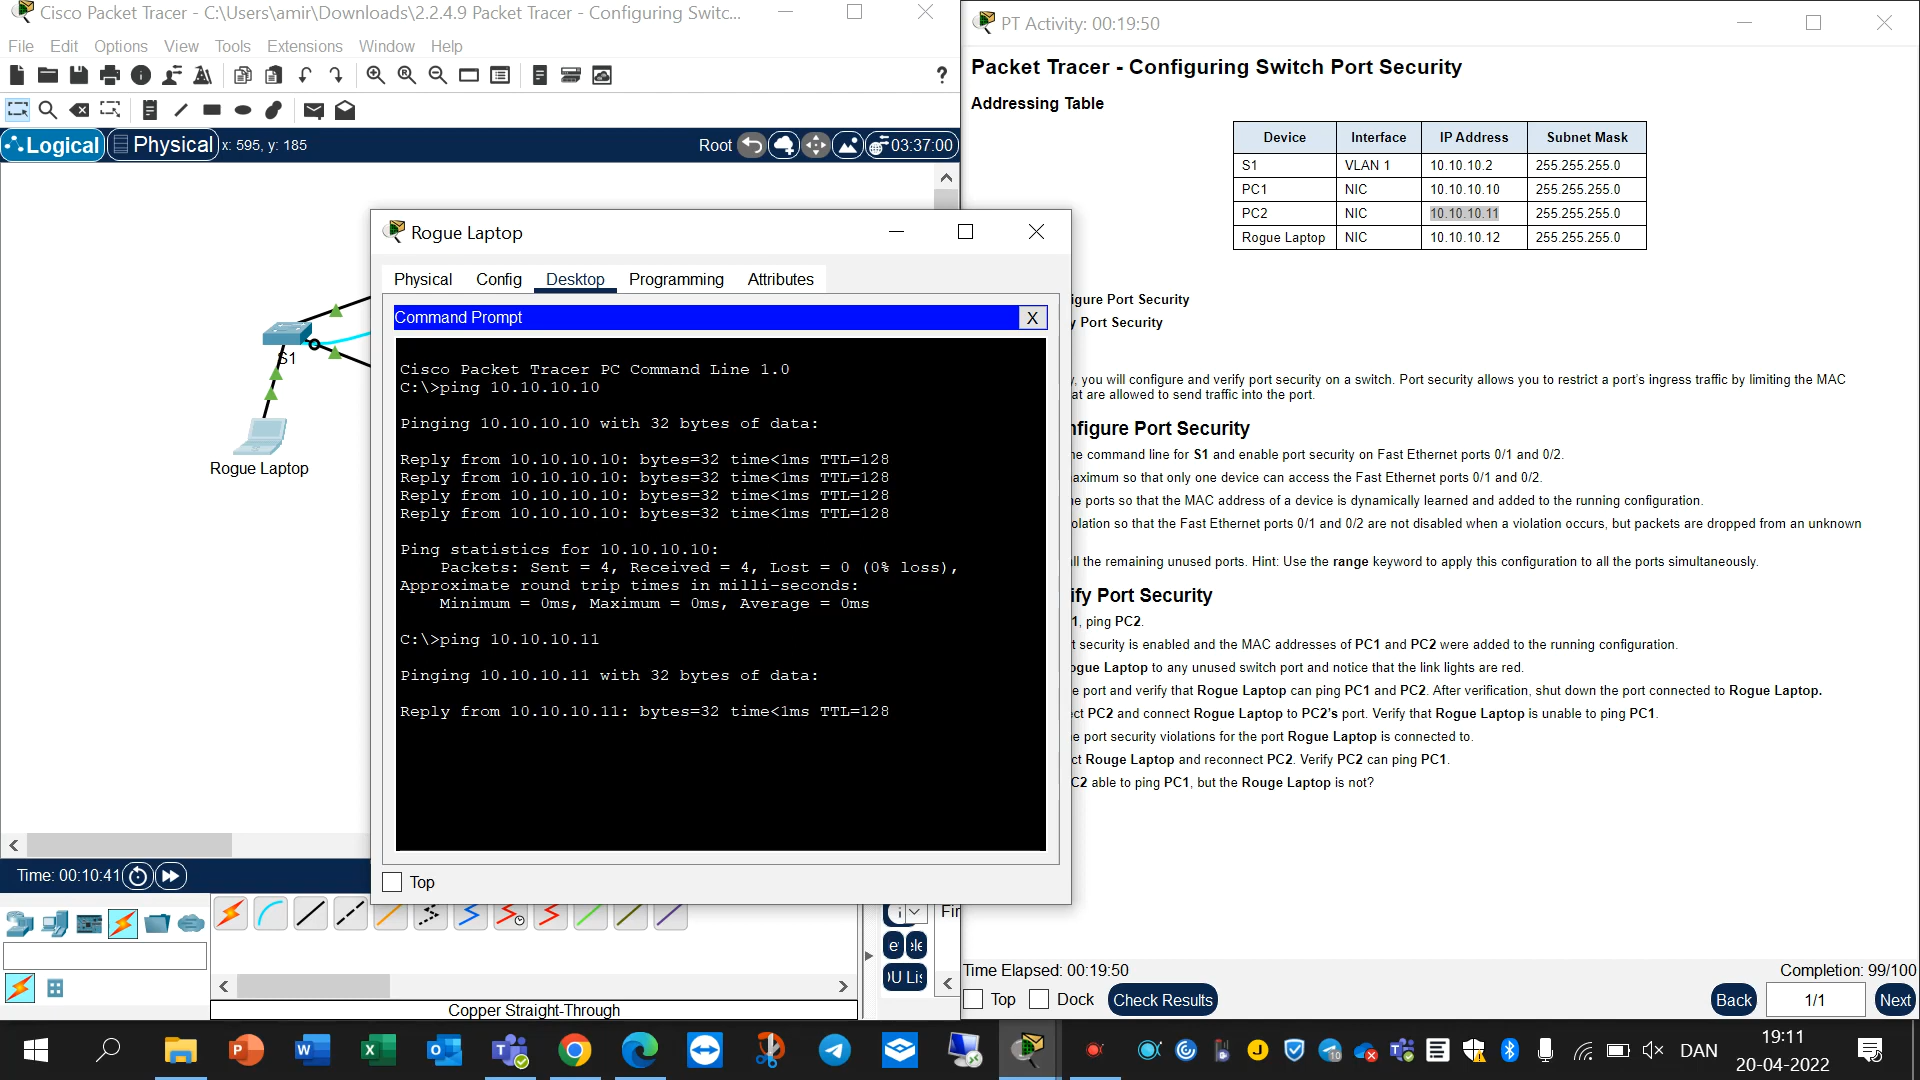 Cisco Packet Tracer - C:\Users\amir\Downloads\2.2.4.9 Packet Tracer - Configuring Switc...
File Edit Options View Tools Extensions Window Help
?
Logical Physical x: 595, y: 185 Root 03:37:00
S1
Rogue Laptop
Time: 00:10:41
Rogue Laptop
Physical Config Desktop Programming Attributes
Command Prompt X
Cisco Packet Tracer PC Command Line 1.0
C:\>ping 10.10.10.10
Pinging 10.10.10.10 with 32 bytes of data:
Reply from 10.10.10.10: bytes=32 time<1ms TTL=128
Reply from 10.10.10.10: bytes=32 time<1ms TTL=128
Reply from 10.10.10.10: bytes=32 time<1ms TTL=128
Reply from 10.10.10.10: bytes=32 time<1ms TTL=128
Ping statistics for 10.10.10.10:
Packets: Sent = 4, Received = 4, Lost = 0 (0% loss),
Approximate round trip times in milli-seconds:
Minimum = 0ms, Maximum = 0ms, Average = 0ms
C:\>ping 10.10.10.11
Pinging 10.10.10.11 with 32 bytes of data:
Reply from 10.10.10.11: bytes=32 time<1ms TTL=128
Top
Copper Straight-Through
PT Activity: 00:19:50
Packet Tracer - Configuring Switch Port Security
Addressing Table
Device Interface IP Address Subnet Mask
S1 VLAN 1 10.10.10.2 255.255.255.0
PC1 NIC 10.10.10.10 255.255.255.0
PC2 NIC 10.10.10.11 255.255.255.0
Rogue Laptop NIC 10.10.10.12 255.255.255.0
igure Port Security
y Port Security
y, you will configure and verify port security on a switch. Port security allows you to restrict a port's ingress traffic by limiting the MAC
at are allowed to send traffic into the port.
nfigure Port Security
he command line for S1 and enable port security on Fast Ethernet ports 0/1 and 0/2.
aximum so that only one device can access the Fast Ethernet ports 0/1 and 0/2.
he ports so that the MAC address of a device is dynamically learned and added to the running configuration.
olation so that the Fast Ethernet ports 0/1 and 0/2 are not disabled when a violation occurs, but packets are dropped from an unknown
ll the remaining unused ports. Hint: Use the range keyword to apply this configuration to all the ports simultaneously.
ify Port Security
1, ping PC2.
t security is enabled and the MAC addresses of PC1 and PC2 were added to the running configuration.
ogue Laptop to any unused switch port and notice that the link lights are red.
e port and verify that Rogue Laptop can ping PC1 and PC2. After verification, shut down the port connected to Rogue Laptop.
ct PC2 and connect Rogue Laptop to PC2's port. Verify that Rogue Laptop is unable to ping PC1.
e port security violations for the port Rogue Laptop is connected to.
ct Rouge Laptop and reconnect PC2. Verify PC2 can ping PC1.
C2 able to ping PC1, but the Rouge Laptop is not?
Time Elapsed: 00:19:50 Completion: 99/100
Top Dock Check Results Back 1/1 Next
DAN
19:11
20-04-2022